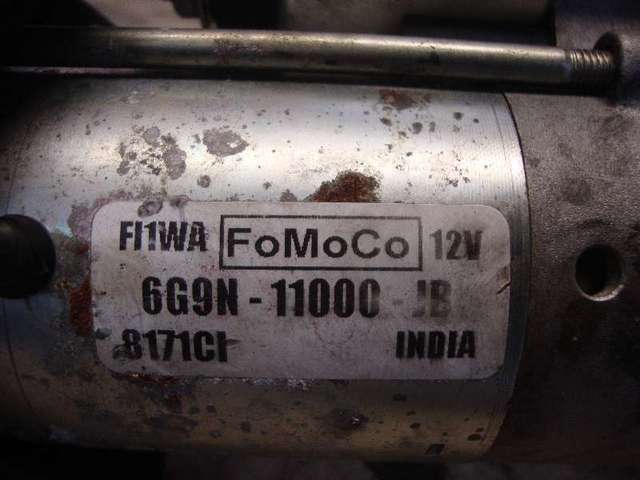 FI1WA FoMoCo 12V
6G9N - 11000 - JB
8171CI INDIA